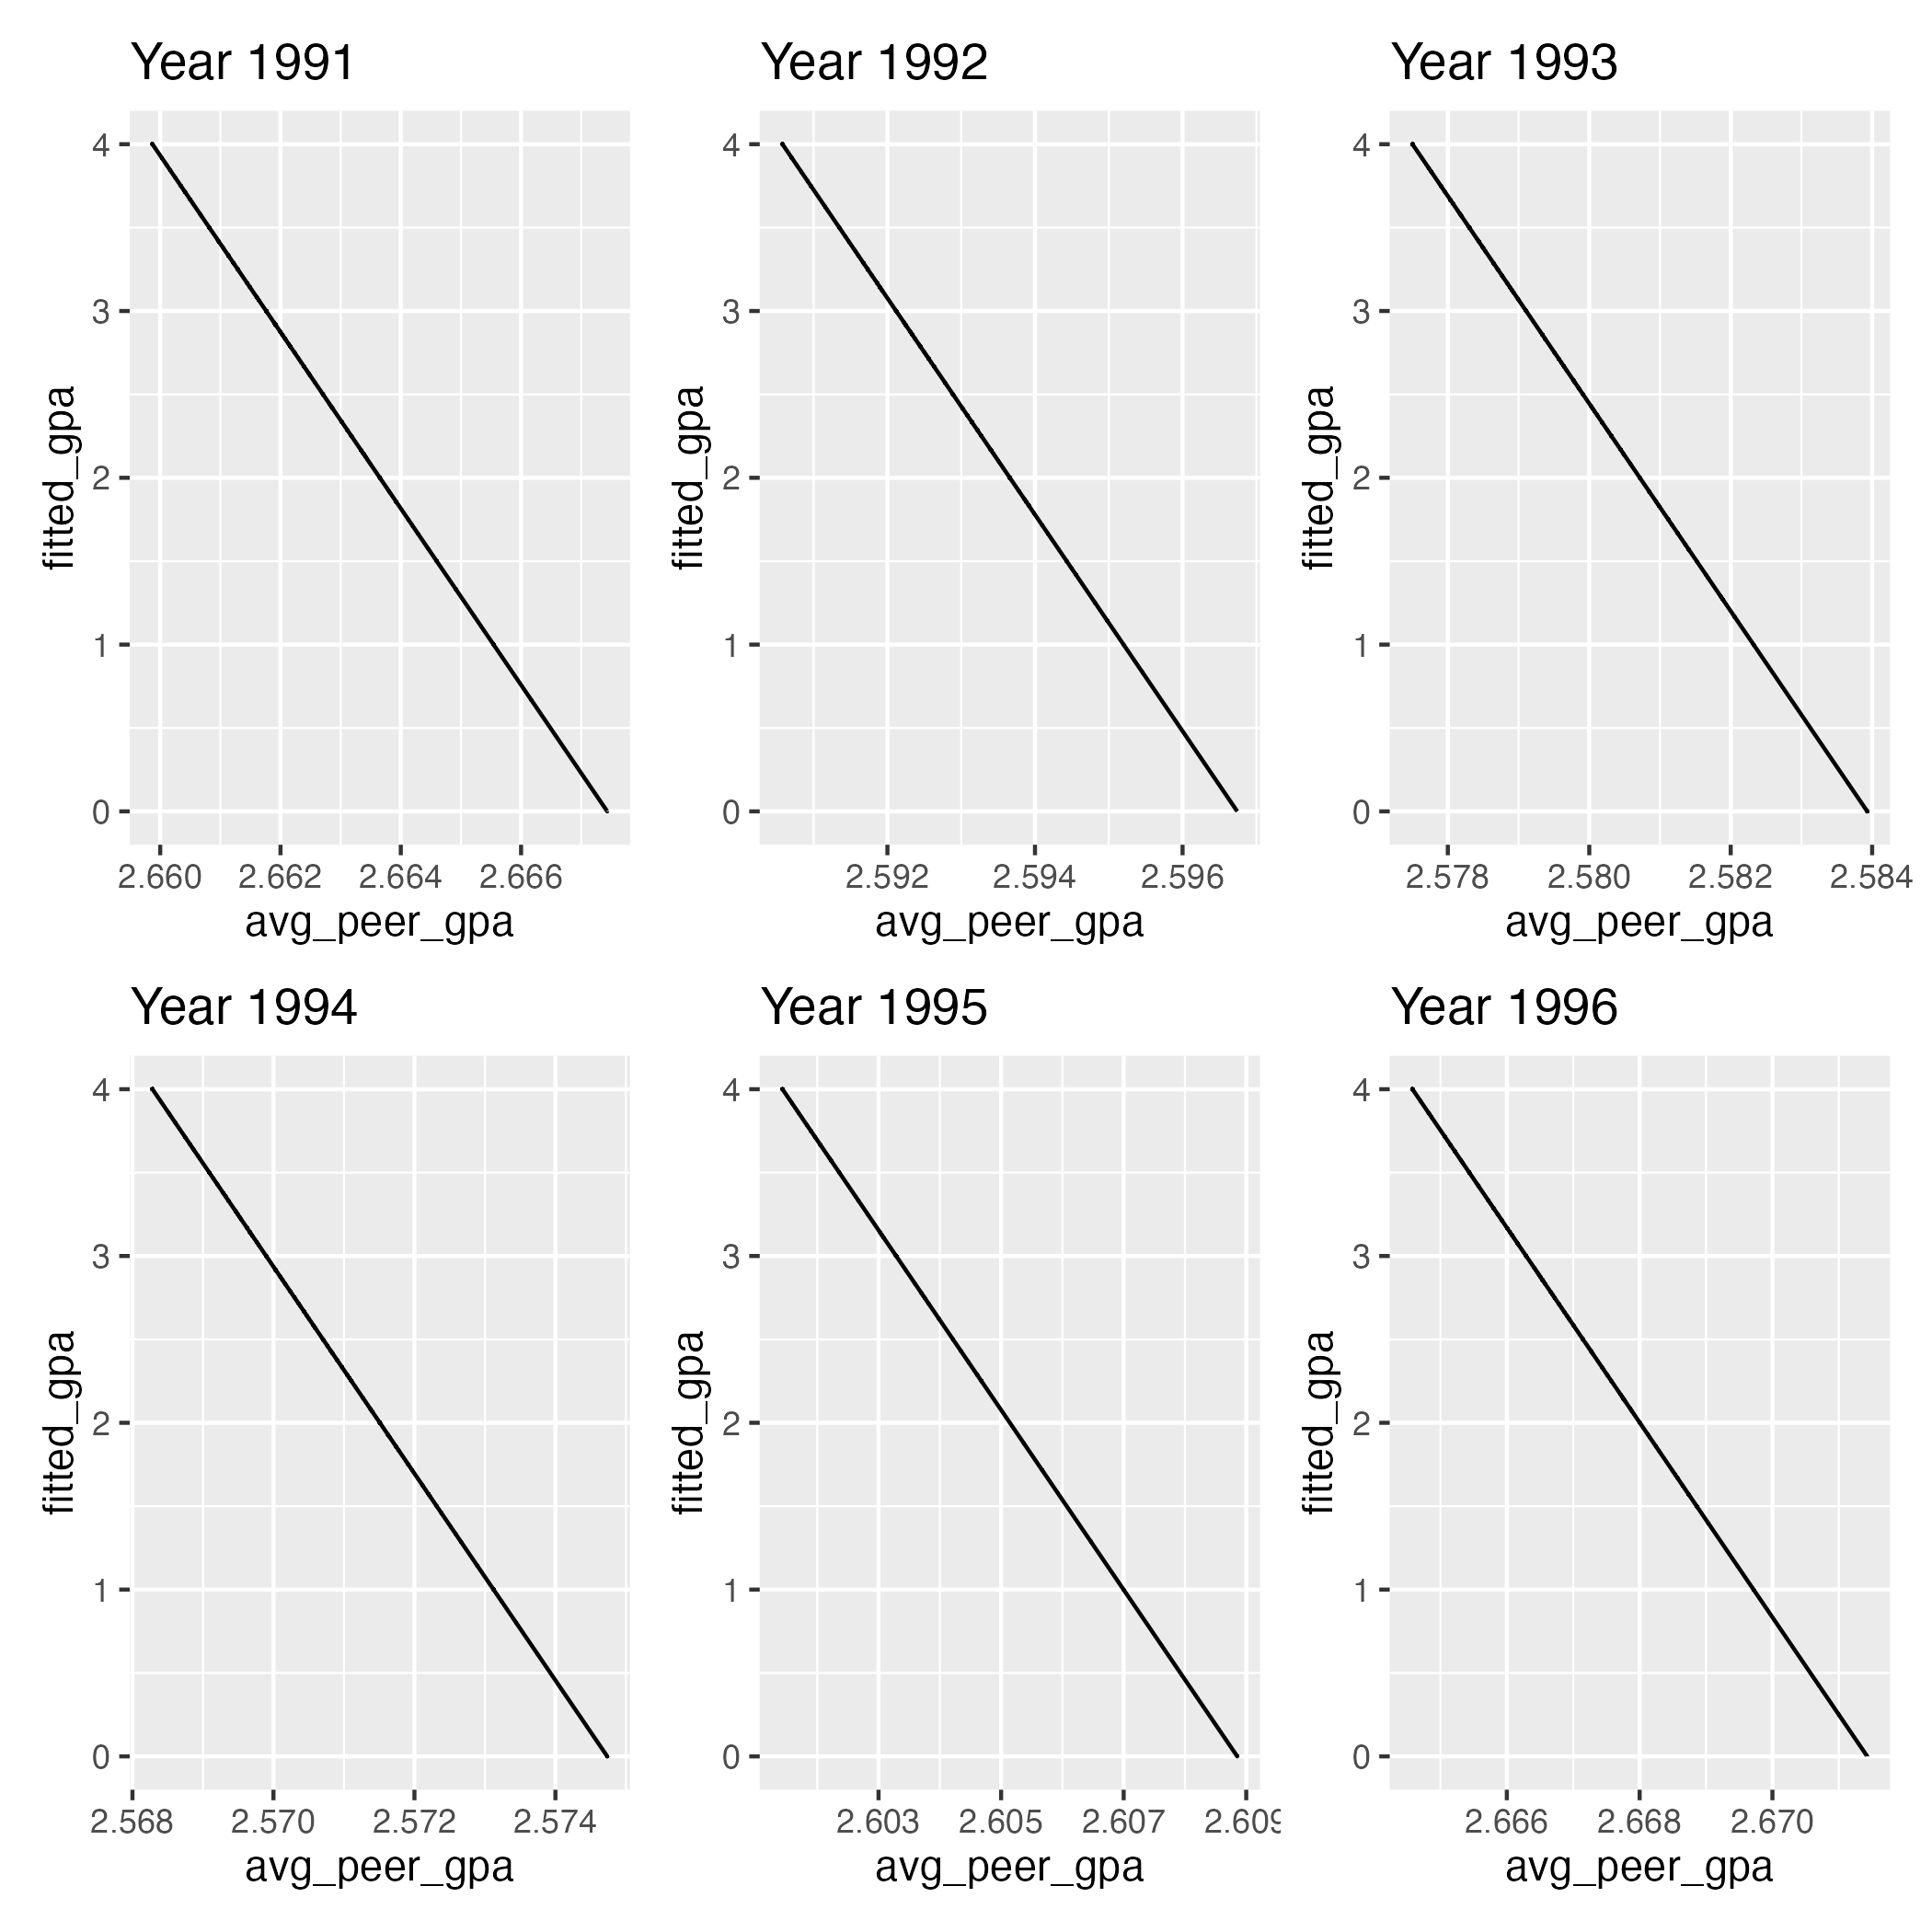 Year 1991
4
3
2
1
0
fitted_gpa
2.660 2.662 2.664 2.666
avg_peer_gpa
Year 1992
4
3
2
1
0
fitted_gpa
2.592 2.594 2.596
avg_peer_gpa
Year 1993
4
3
2
1
0
fitted_gpa
2.578 2.580 2.582 2.584
avg_peer_gpa
Year 1994
4
3
2
1
0
fitted_gpa
2.568 2.570 2.572 2.574
avg_peer_gpa
Year 1995
4
3
2
1
0
fitted_gpa
2.603 2.605 2.607 2.609
avg_peer_gpa
Year 1996
4
3
2
1
0
fitted_gpa
2.666 2.668 2.670
avg_peer_gpa